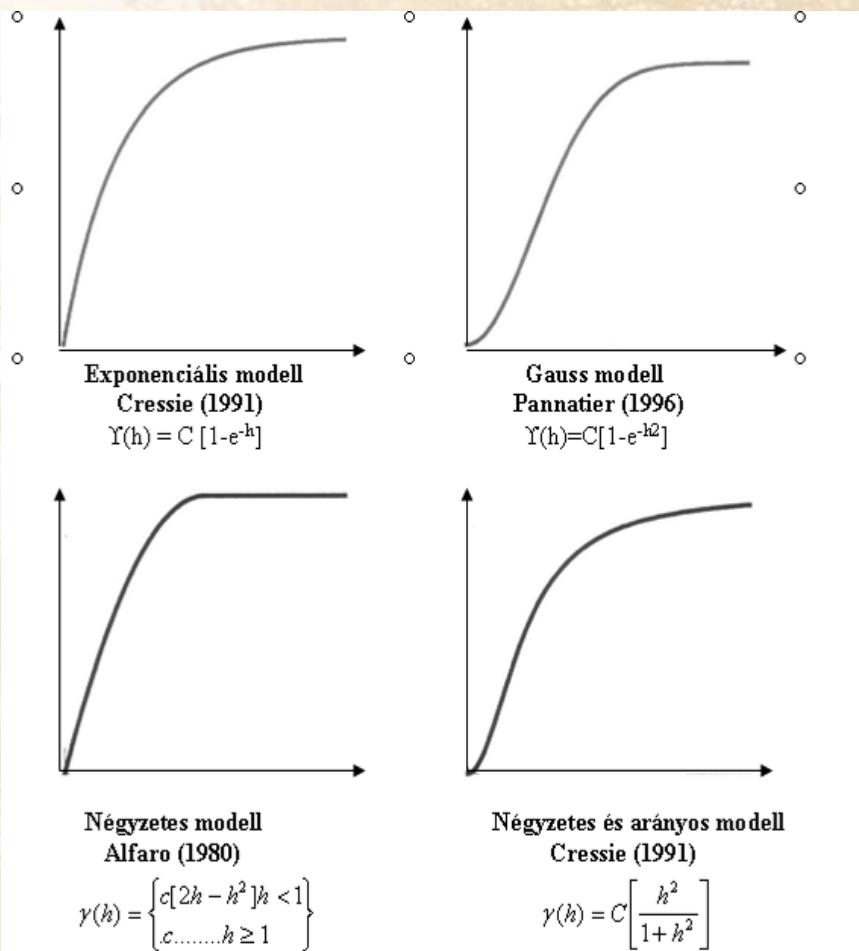 Exponenciális modell
Cressie (1991)
ϒ(h) = C [1-e^-h]
Gauss modell
Pannatier (1996)
ϒ(h)=C[1-e^-h2]
Négyzetes modell
Alfaro (1980)
γ(h) = {c[2h − h²]h < 1
.c........h ≥ 1}
Négyzetes és arányos modell
Cressie (1991)
γ(h) = C[h² / 1 + h²]